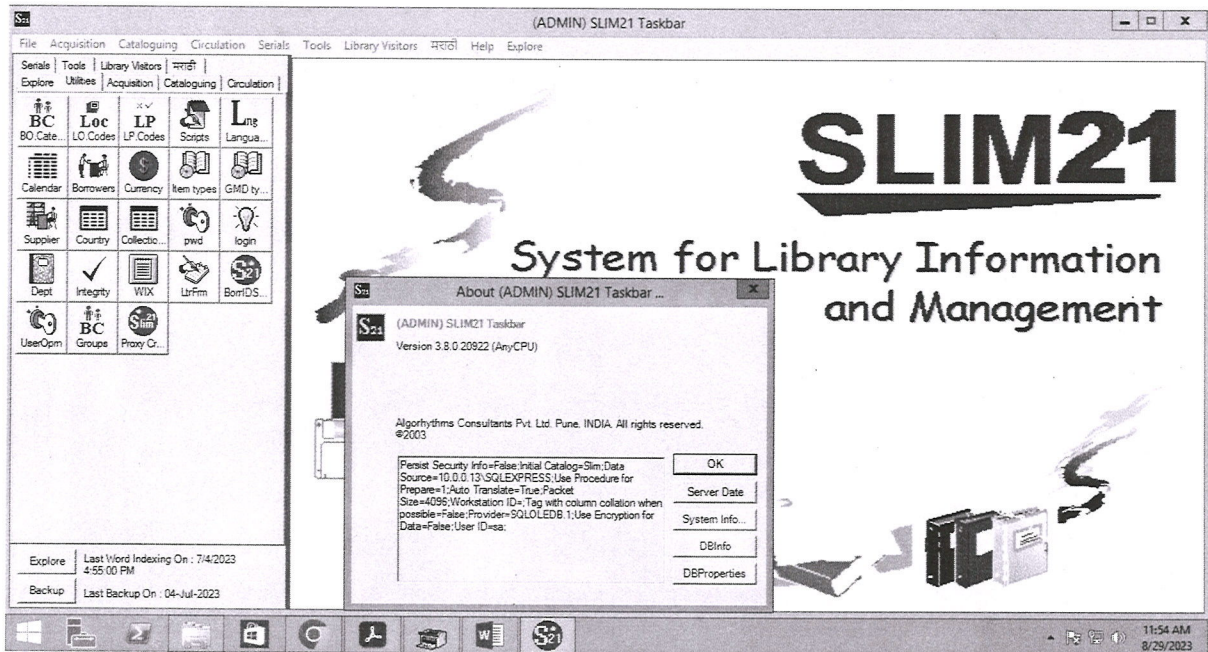 (ADMIN) SLIM21 Taskbar
File Acquisition Cataloguing Circulation Serials Tools Library Visitors मराठी Help Explore
Serials Tools Library Visitors मराठी
Explore Utilities Acquisition Cataloguing Circulation
BC Loc LP Lng
BO.Cate... LO.Codes LP.Codes Scripts Langua...
Calendar Borrowers Currency Item types GMD ty...
Supplier Country Collectio... pwd login
S21
Dept Integrity WIX LtrFrm BorrIDS...
BC Slim21
UserOprn Groups Proxy Cr...
SLIM21
System for Library Information
and Management
S21 About (ADMIN) SLIM21 Taskbar ... x
S21 (ADMIN) SLIM21 Taskbar
Version 3.8.0.20922 (AnyCPU)
Algorhythms Consultants Pvt. Ltd. Pune. INDIA. All rights reserved.
©2003
Persist Security Info=False;Initial Catalog=Slim;Data
Source=10.0.0.13\SQLEXPRESS;Use Procedure for
Prepare=1;Auto Translate=True;Packet
Size=4096;Workstation ID=;Tag with column collation when
possible=False;Provider=SQLOLEDB.1;Use Encryption for
Data=False;User ID=sa;
OK
Server Date
System Info...
DBInfo
DBProperties
Explore Last Word Indexing On : 7/4/2023
4:55:00 PM
Backup Last Backup On : 04-Jul-2023
S21
11:54 AM
8/29/2023